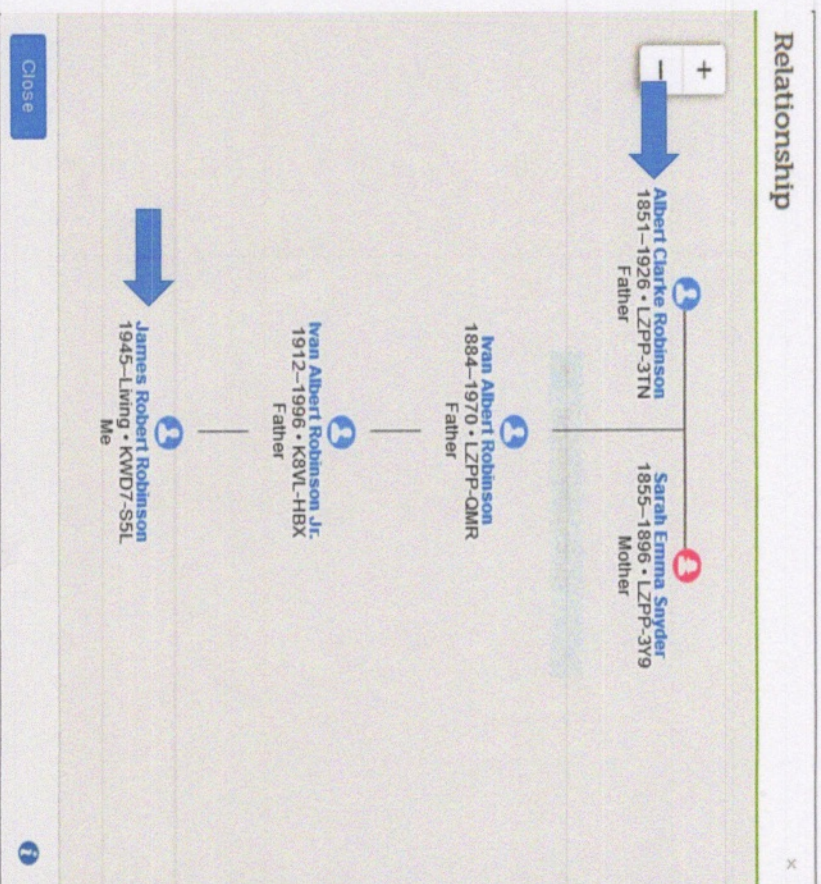 Relationship
×
+
−
Albert Clarke Robinson
1851–1926 • LZPP-3TN
Father
Sarah Emma Snyder
1855–1896 • LZPP-3Y9
Mother
Ivan Albert Robinson
1884–1970 • LZPP-QMR
Father
Ivan Albert Robinson Jr.
1912–1996 • K8VL-HBX
Father
James Robert Robinson
1945–Living • KWD7-S5L
Me
Close
i